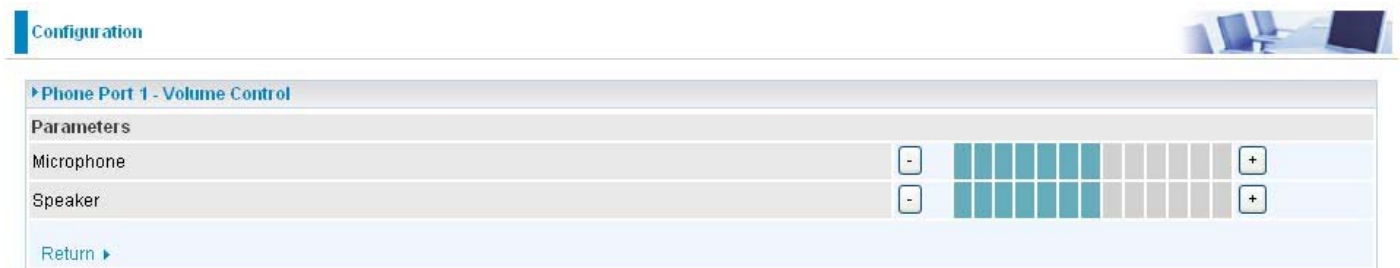 Configuration
Phone Port 1 - Volume Control
Parameters
Microphone - +
Speaker - +
Return